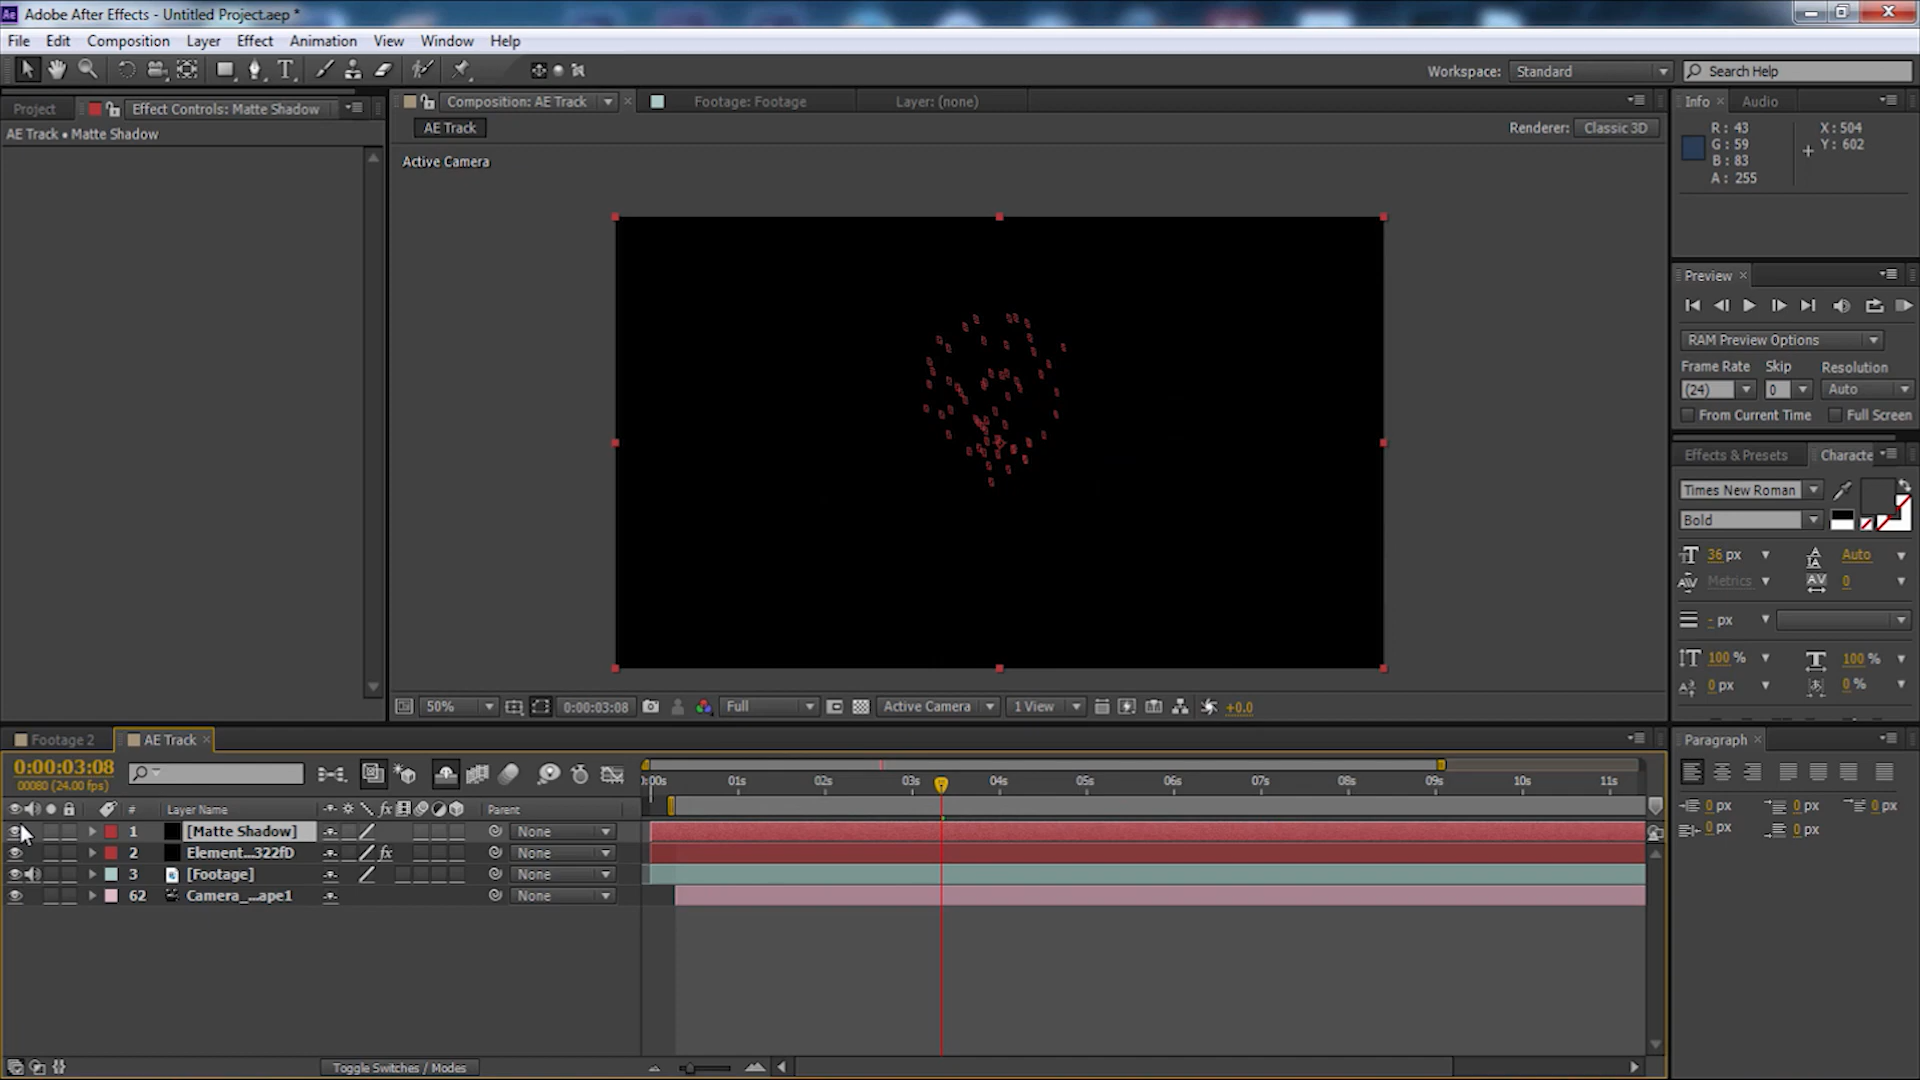 Adobe After Effects - Untitled Project.aep *
File Edit Composition Layer Effect Animation View Window Help
Workspace: Standard Search Help
Project Effect Controls: Matte Shadow
AE Track • Matte Shadow
Composition: AE Track Footage: Footage Layer: (none)
AE Track Renderer: Classic 3D
Active Camera
Info Audio
R: 43 X: 504
G: 59 Y: 602
B: 83
A: 255
Preview
RAM Preview Options
Frame Rate Skip Resolution
(24) 0 Auto
From Current Time Full Screen
Effects & Presets Characte
Times New Roman
Bold
36 px Auto
Metrics 0
- px
100 % 100 %
0 px 0 %
50% 0:00:03:08 Full Active Camera 1 View +0.0
Footage 2 AE Track
0:00:03:08
00080 (24.00 fps)
:00s 01s 02s 03s 04s 05s 06s 07s 08s 09s 10s 11s
# Layer Name Parent
1 [Matte Shadow] None
2 Element...322fD fx None
3 [Footage] None
62 Camera_...ape1 None
Toggle Switches / Modes
Paragraph
0 px 0 px 0 px
0 px 0 px